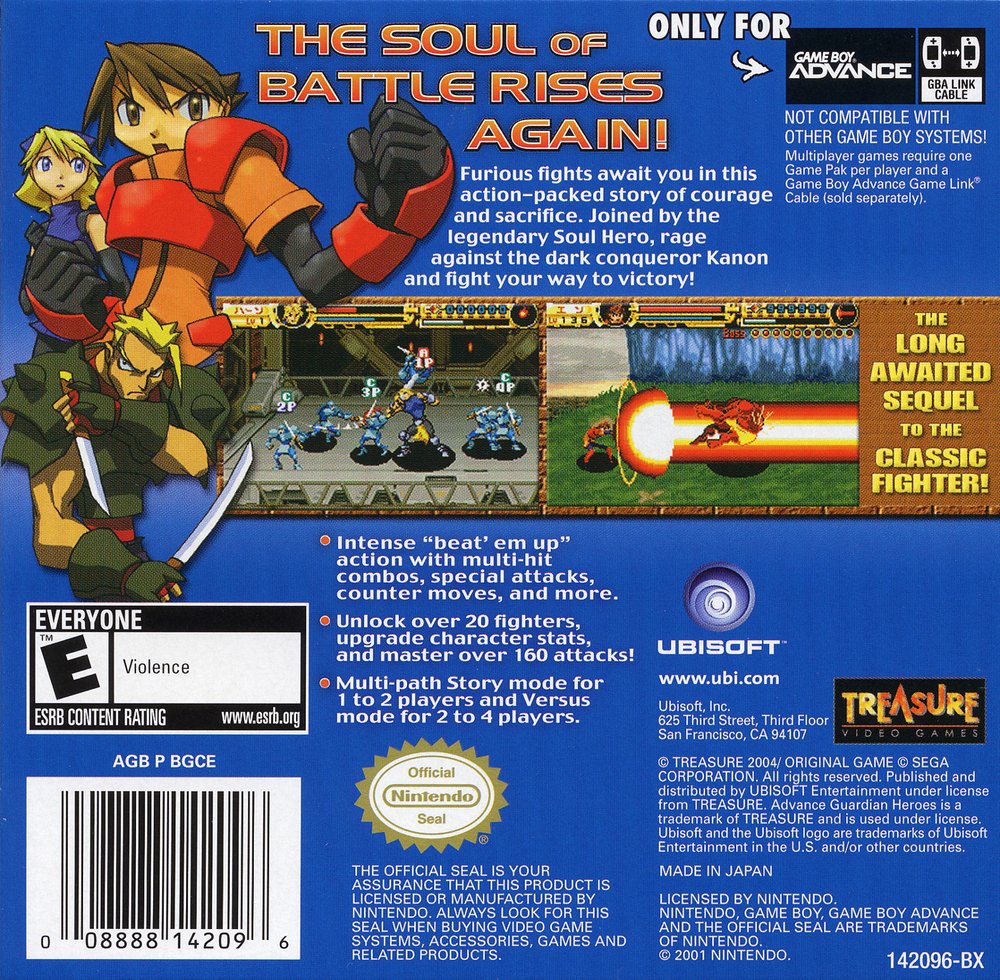 THE SOUL OF
BATTLE RISES
AGAIN!
ONLY FOR
GAME BOY
ADVANCE
GBA LINK
CABLE
NOT COMPATIBLE WITH
OTHER GAME BOY SYSTEMS!
Multiplayer games require one
Game Pak per player and a
Game Boy Advance Game Link®
Cable (sold separately).
Furious fights await you in this
action-packed story of courage
and sacrifice. Joined by the
legendary Soul Hero, rage
against the dark conqueror Kanon
and fight your way to victory!
C
2P
C
3P
A
1P
C
4P
Boss
THE
LONG
AWAITED
SEQUEL
TO THE
CLASSIC
FIGHTER!
• Intense “beat’ em up”
action with multi-hit
combos, special attacks,
counter moves, and more.
• Unlock over 20 fighters,
upgrade character stats,
and master over 160 attacks!
• Multi-path Story mode for
1 to 2 players and Versus
mode for 2 to 4 players.
EVERYONE
E™
Violence
ESRB CONTENT RATING www.esrb.org
AGB P BGCE
0 08888 14209 6
Official
Nintendo
Seal
®
THE OFFICIAL SEAL IS YOUR
ASSURANCE THAT THIS PRODUCT IS
LICENSED OR MANUFACTURED BY
NINTENDO. ALWAYS LOOK FOR THIS
SEAL WHEN BUYING VIDEO GAME
SYSTEMS, ACCESSORIES, GAMES AND
RELATED PRODUCTS.
UBISOFT™
www.ubi.com
Ubisoft, Inc.
625 Third Street, Third Floor
San Francisco, CA 94107
TREASURE
VIDEO GAMES
© TREASURE 2004/ ORIGINAL GAME © SEGA
CORPORATION. All rights reserved. Published and
distributed by UBISOFT Entertainment under license
from TREASURE. Advance Guardian Heroes is a
trademark of TREASURE and is used under license.
Ubisoft and the Ubisoft logo are trademarks of Ubisoft
Entertainment in the U.S. and/or other countries.
MADE IN JAPAN
LICENSED BY NINTENDO.
NINTENDO, GAME BOY, GAME BOY ADVANCE
AND THE OFFICIAL SEAL ARE TRADEMARKS
OF NINTENDO.
© 2001 NINTENDO.
142096-BX